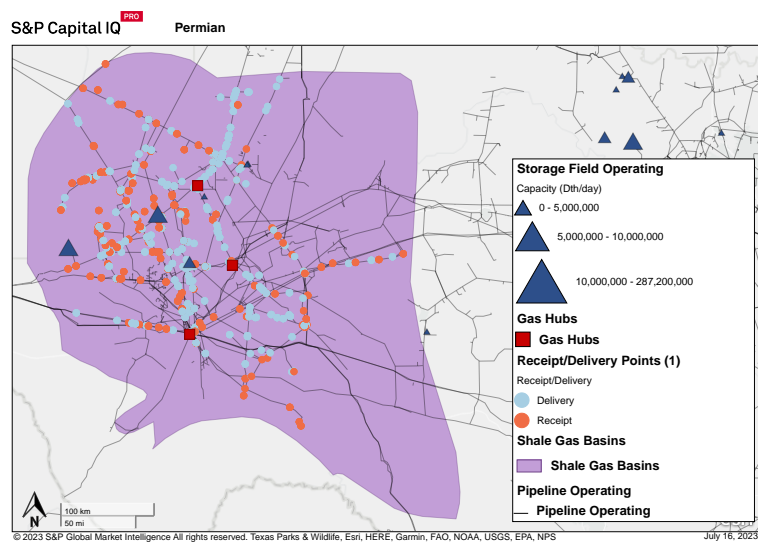 S&P Capital IQ PRO
Permian
Storage Field Operating
Capacity (Dth/day)
0 - 5,000,000
5,000,000 - 10,000,000
10,000,000 - 287,200,000
Gas Hubs
Gas Hubs
Receipt/Delivery Points (1)
Receipt/Delivery
Delivery
Receipt
Shale Gas Basins
Shale Gas Basins
Pipeline Operating
Pipeline Operating
N
100 km
50 mi
© 2023 S&P Global Market Intelligence All rights reserved. Texas Parks & Wildlife, Esri, HERE, Garmin, FAO, NOAA, USGS, EPA, NPS
July 16, 2023